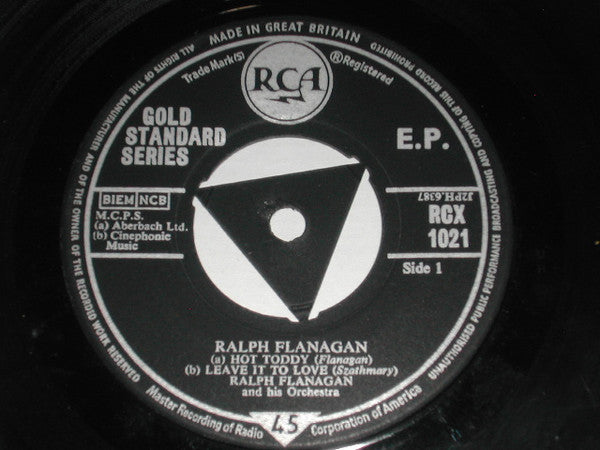 MADE IN GREAT BRITAIN
ALL RIGHTS OF THE MANUFACTURER AND OF THE OWNER OF THE RECORDED WORK RESERVED
UNAUTHORISED PUBLIC PERFORMANCE BROADCASTING AND COPYING OF THIS RECORD PROHIBITED
Trade Mark(S)
RCA
®Registered
GOLD
STANDARD
SERIES
E.P.
BIEM NCB
M.C.P.S.
(a) Aberbach Ltd.
(b) Cinephonic
Music
J2PH.6387
RCX
1021
Side 1
RALPH FLANAGAN
(a) HOT TODDY (Flanagan)
(b) LEAVE IT TO LOVE (Szathmary)
RALPH FLANAGAN
and his Orchestra
Master Recording of Radio Corporation of America
45